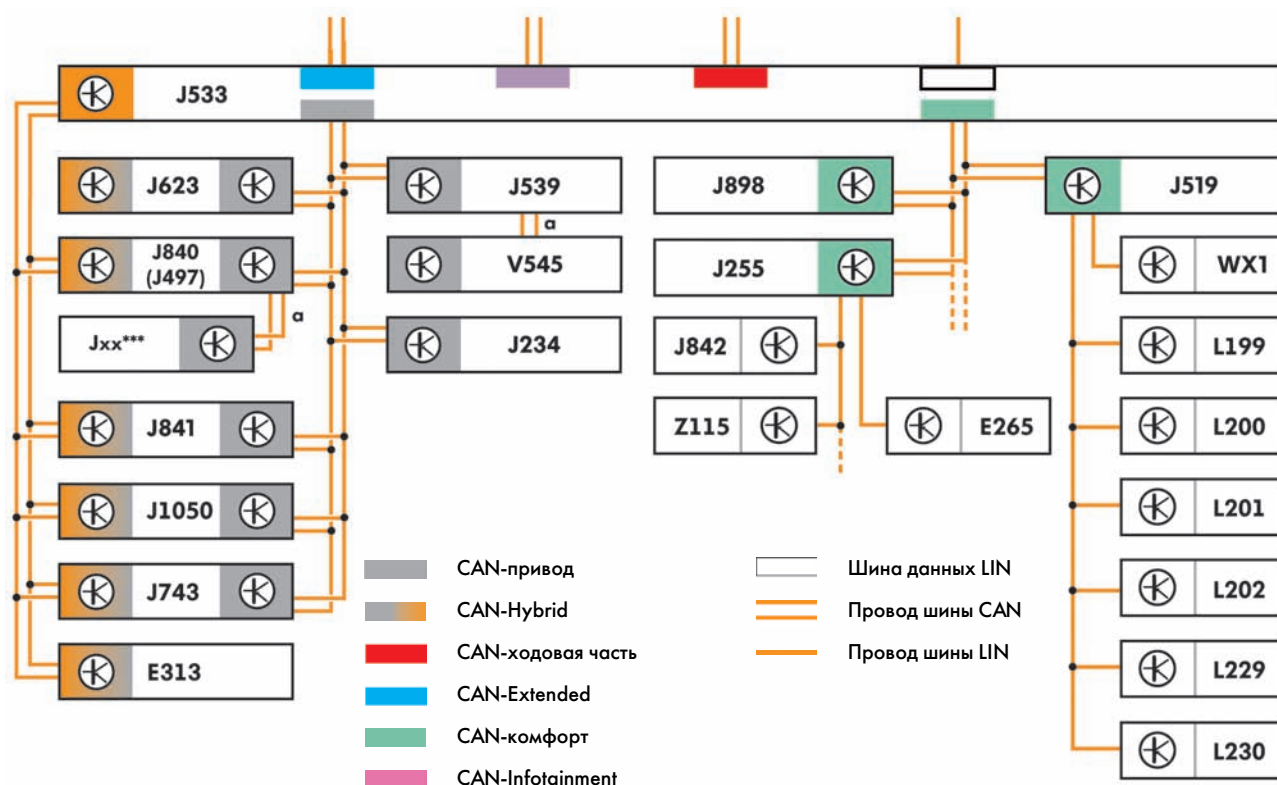 J533
J623
J539
J898
J519
J840
(J497)
a
V545
J255
WX1
Jxx***
a
J234
J842
L199
J841
Z115
E265
L200
J1050
L201
J743
L202
E313
L229
L230
CAN-привод
CAN-Hybrid
CAN-ходовая часть
CAN-Extended
CAN-комфорт
CAN-Infotainment
Шина данных LIN
Провод шины CAN
Провод шины LIN